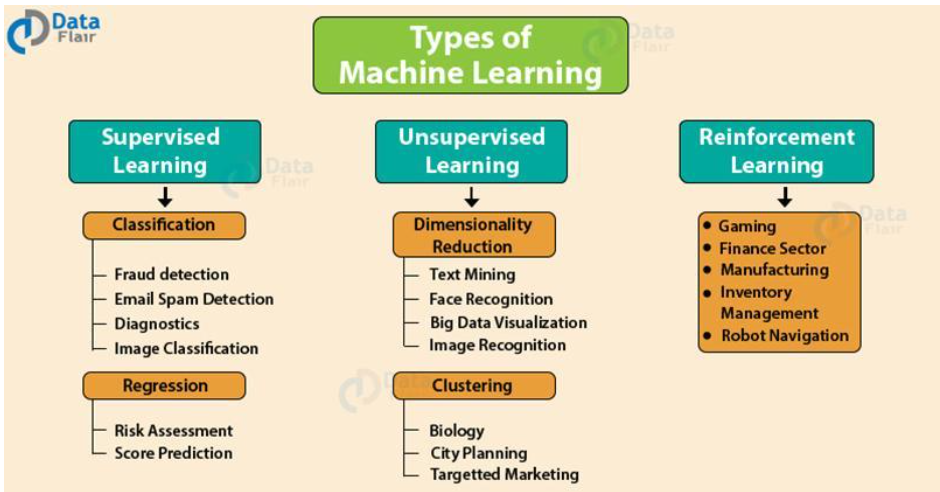 Data
Flair
Types of
Machine Learning
Data
Flair
Supervised
Learning
Data
Flair
Classification
Fraud detection
Email Spam Detection
Diagnostics
Image Classification
Regression
Risk Assessment
Score Prediction
Unsupervised
Learning
Dimensionality
Reduction
Text Mining
Face Recognition
Big Data Visualization
Image Recognition
Data
Clustering
Biology
City Planning
Targetted Marketing
Reinforcement
Learning
Data
Flair
• Gaming
• Finance Sector
• Manufacturing
• Inventory
Management
• Robot Navigation